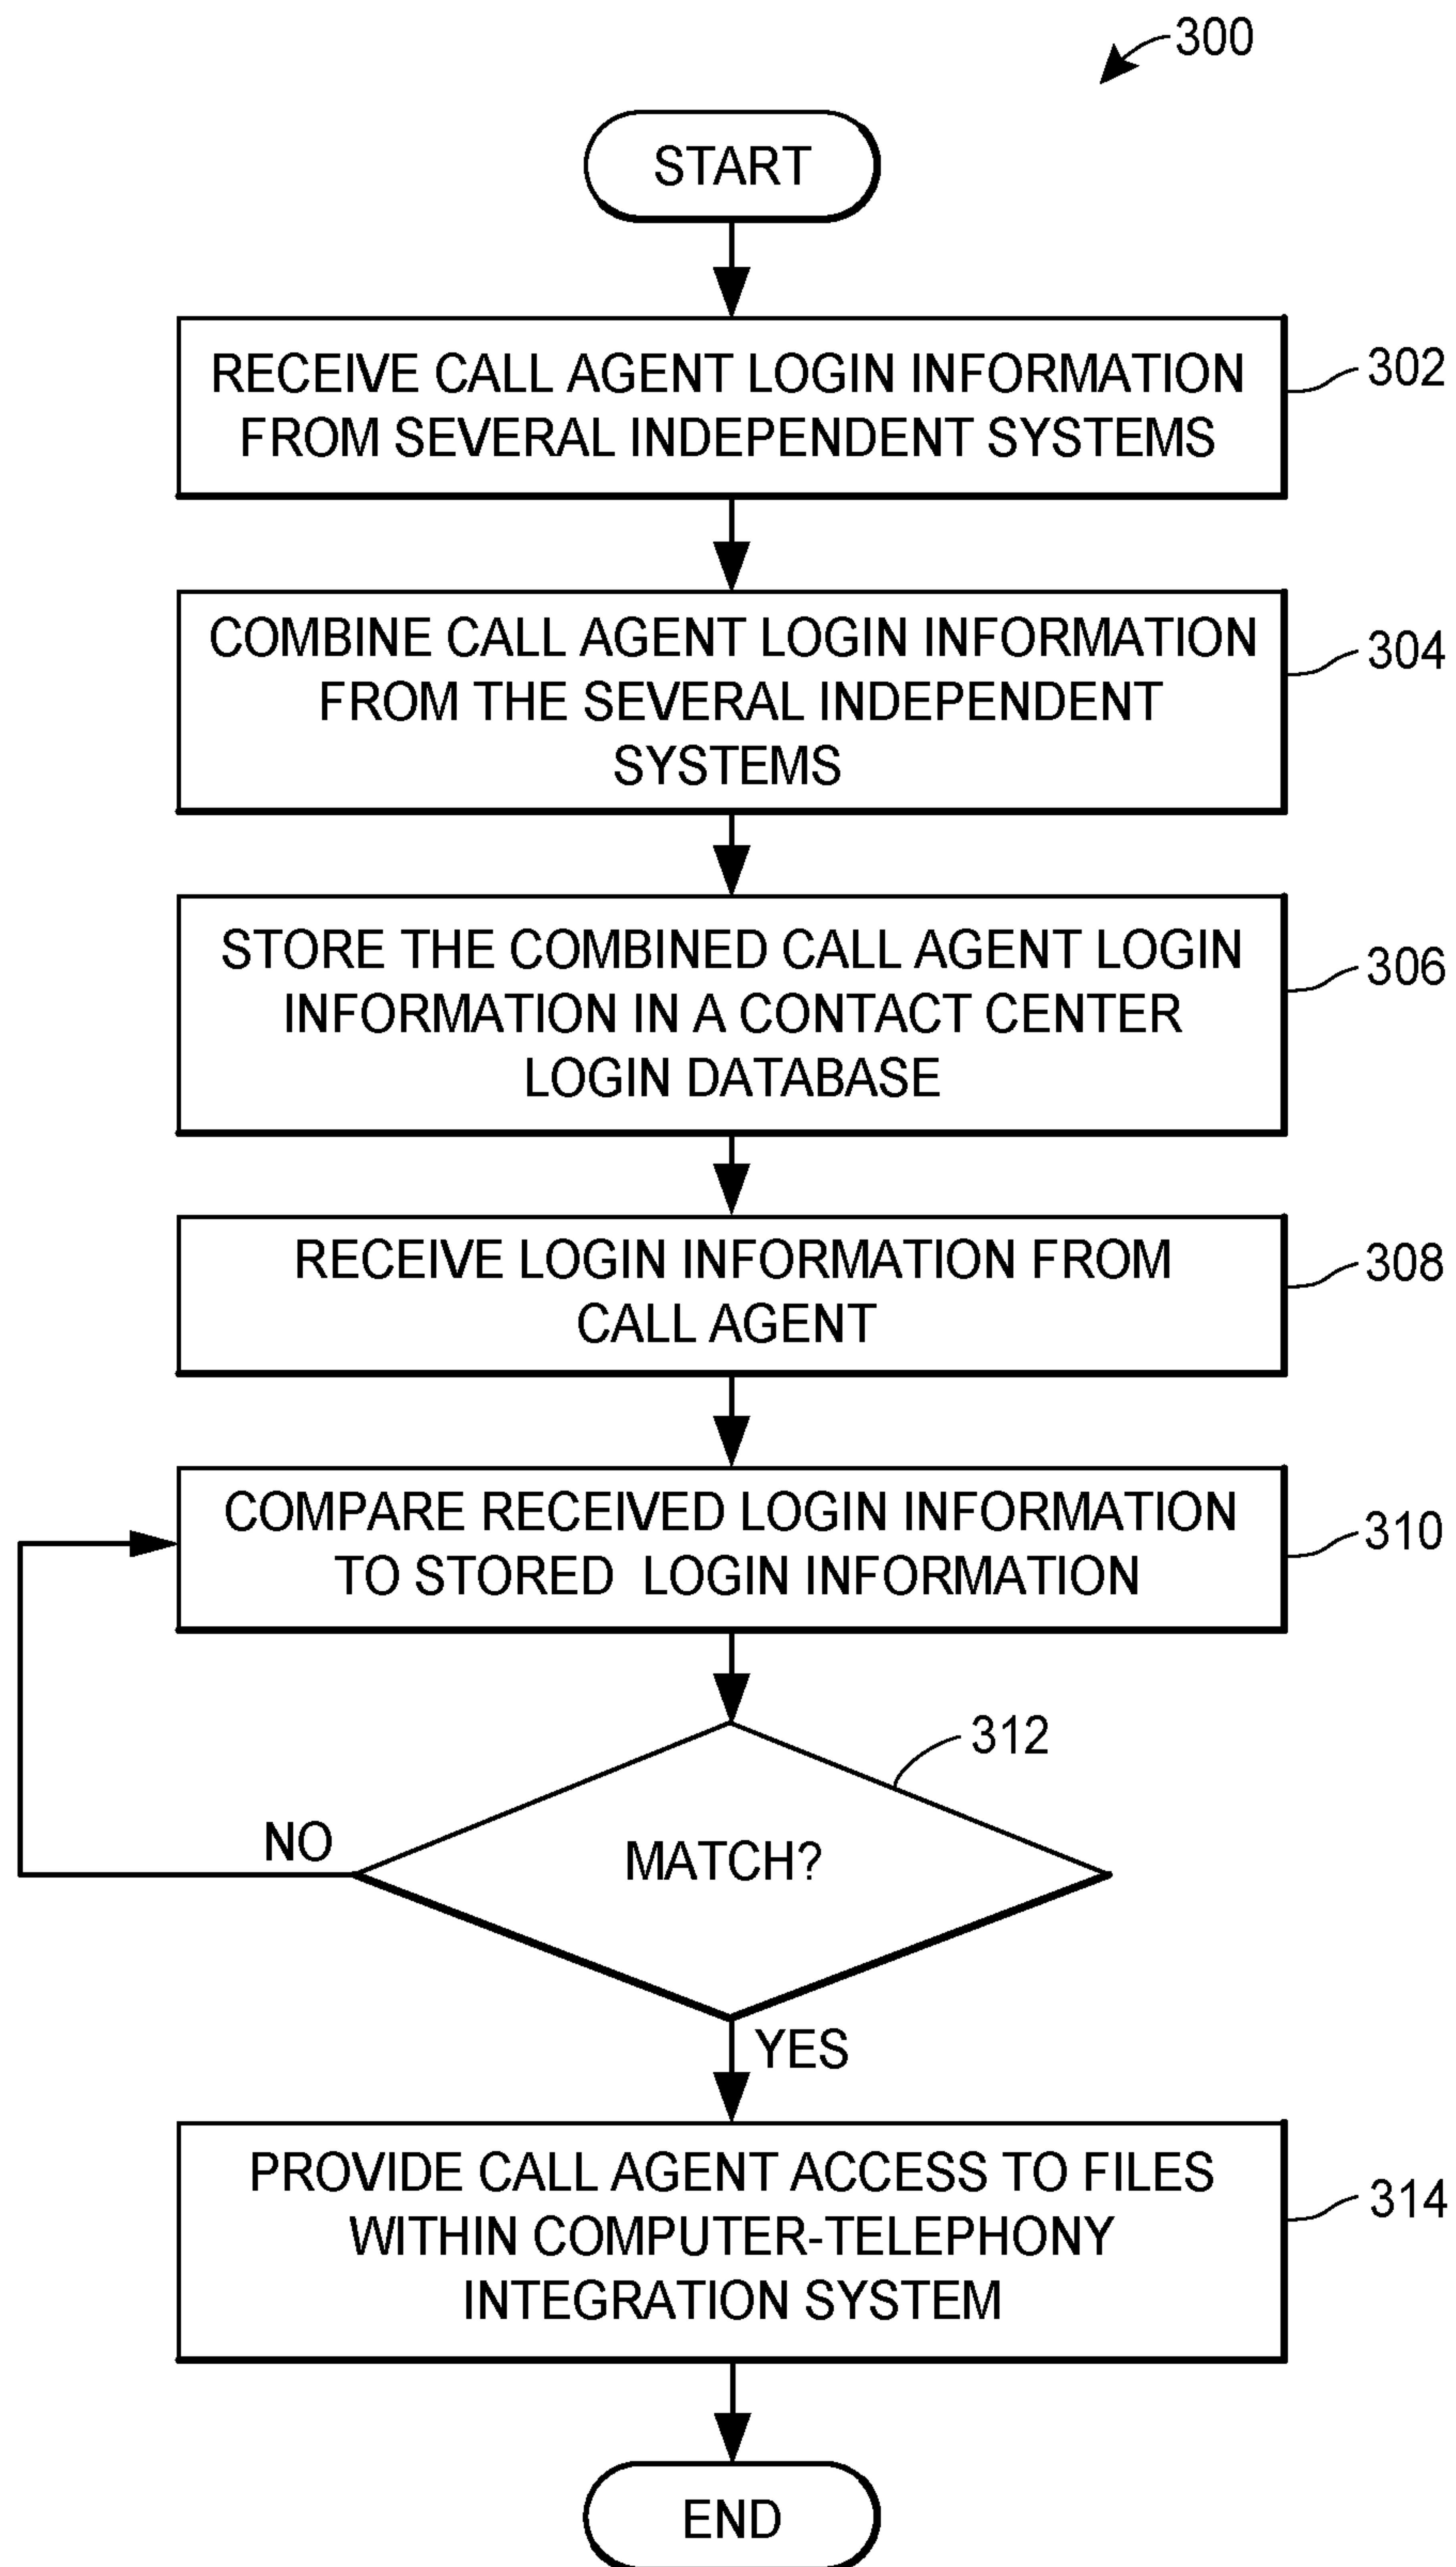 300
START
RECEIVE CALL AGENT LOGIN INFORMATION
FROM SEVERAL INDEPENDENT SYSTEMS
302
COMBINE CALL AGENT LOGIN INFORMATION
FROM THE SEVERAL INDEPENDENT
SYSTEMS
304
STORE THE COMBINED CALL AGENT LOGIN
INFORMATION IN A CONTACT CENTER
LOGIN DATABASE
306
RECEIVE LOGIN INFORMATION FROM
CALL AGENT
308
COMPARE RECEIVED LOGIN INFORMATION
TO STORED LOGIN INFORMATION
310
312
MATCH?
NO
YES
PROVIDE CALL AGENT ACCESS TO FILES
WITHIN COMPUTER-TELEPHONY
INTEGRATION SYSTEM
314
END